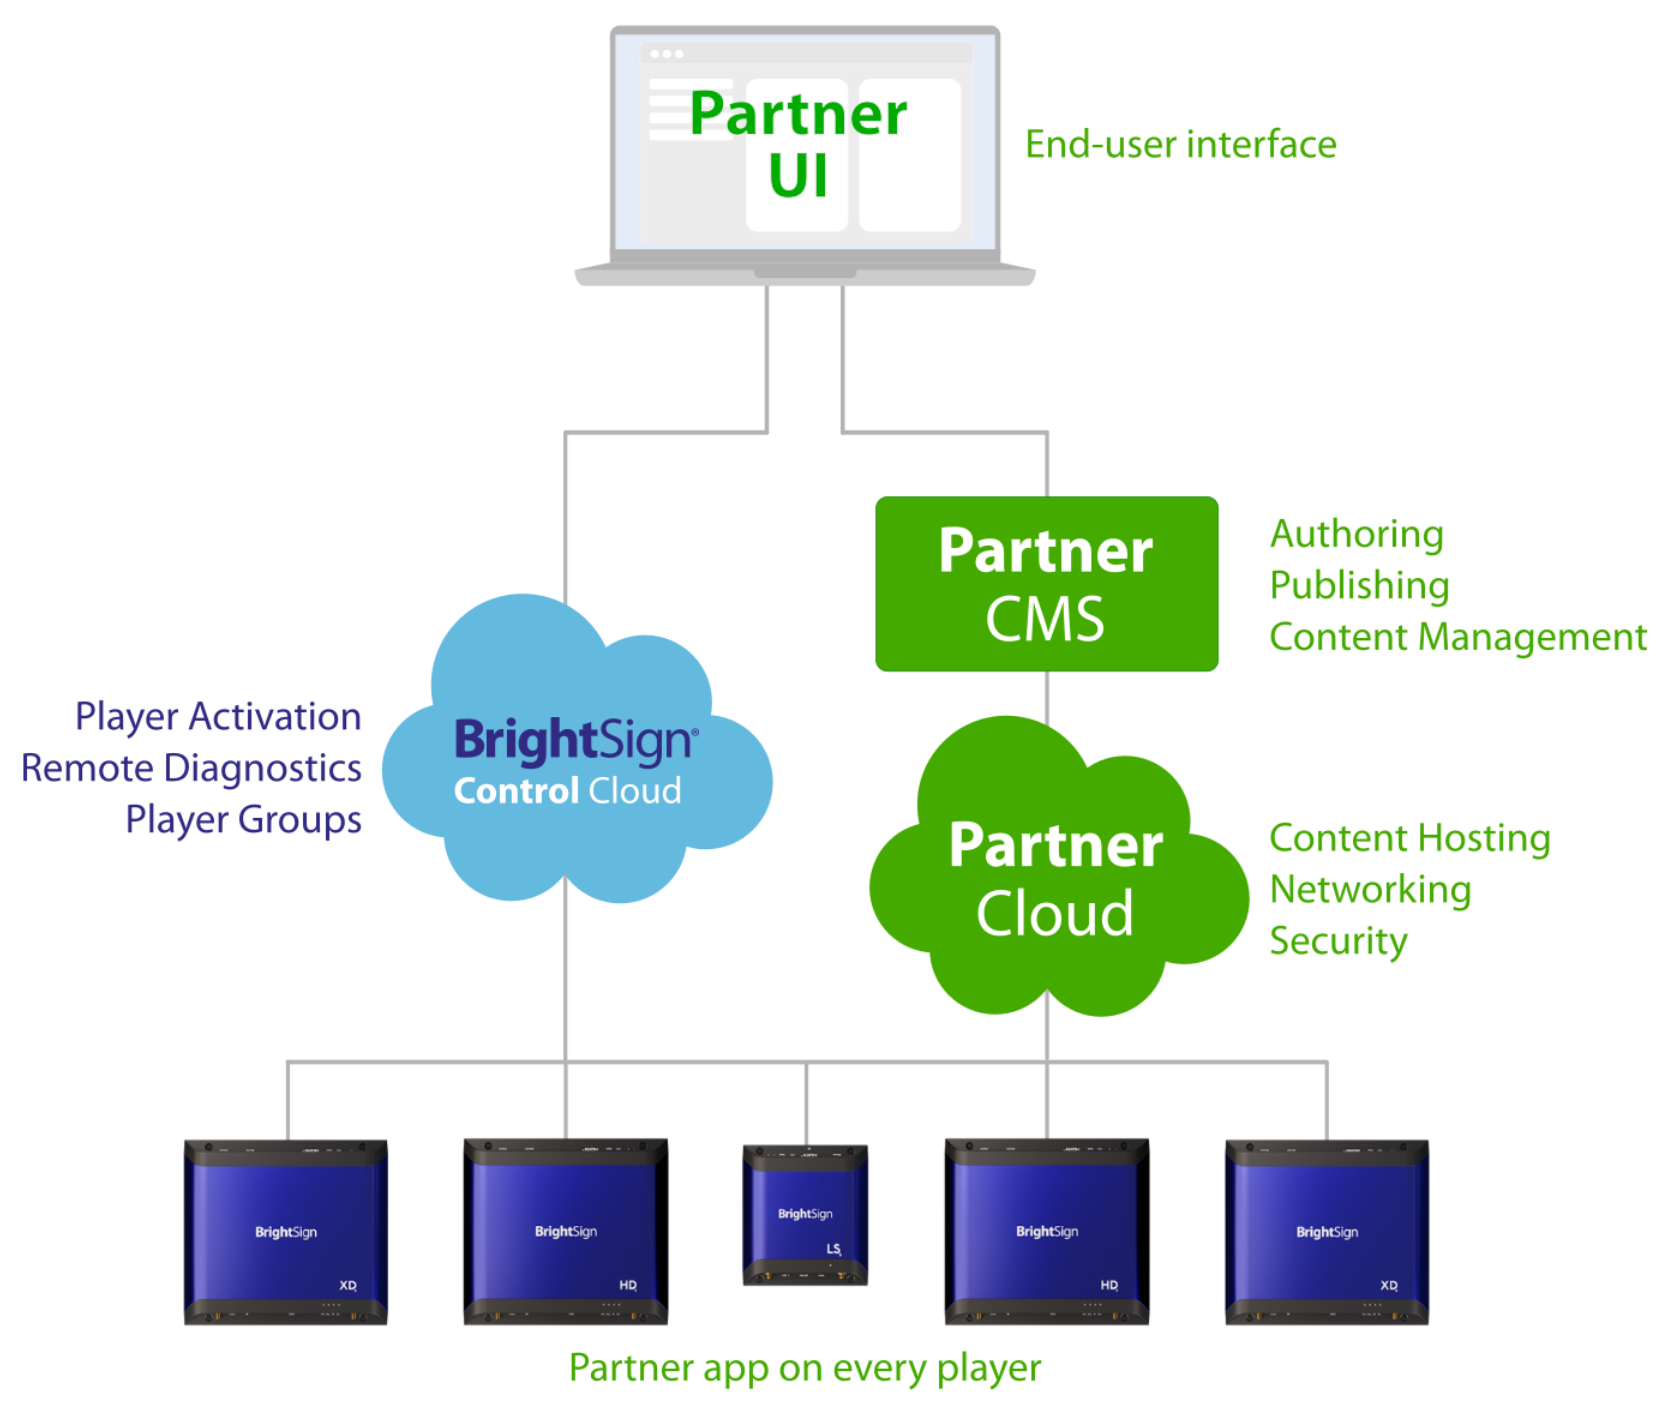 Partner
UI
End-user interface
Partner
CMS
Authoring
Publishing
Content Management
Player Activation
Remote Diagnostics
Player Groups
BrightSign®
Control Cloud
Partner
Cloud
Content Hosting
Networking
Security
BrightSign
XD
BrightSign
HD
BrightSign
LS
BrightSign
HD
BrightSign
XD
Partner app on every player